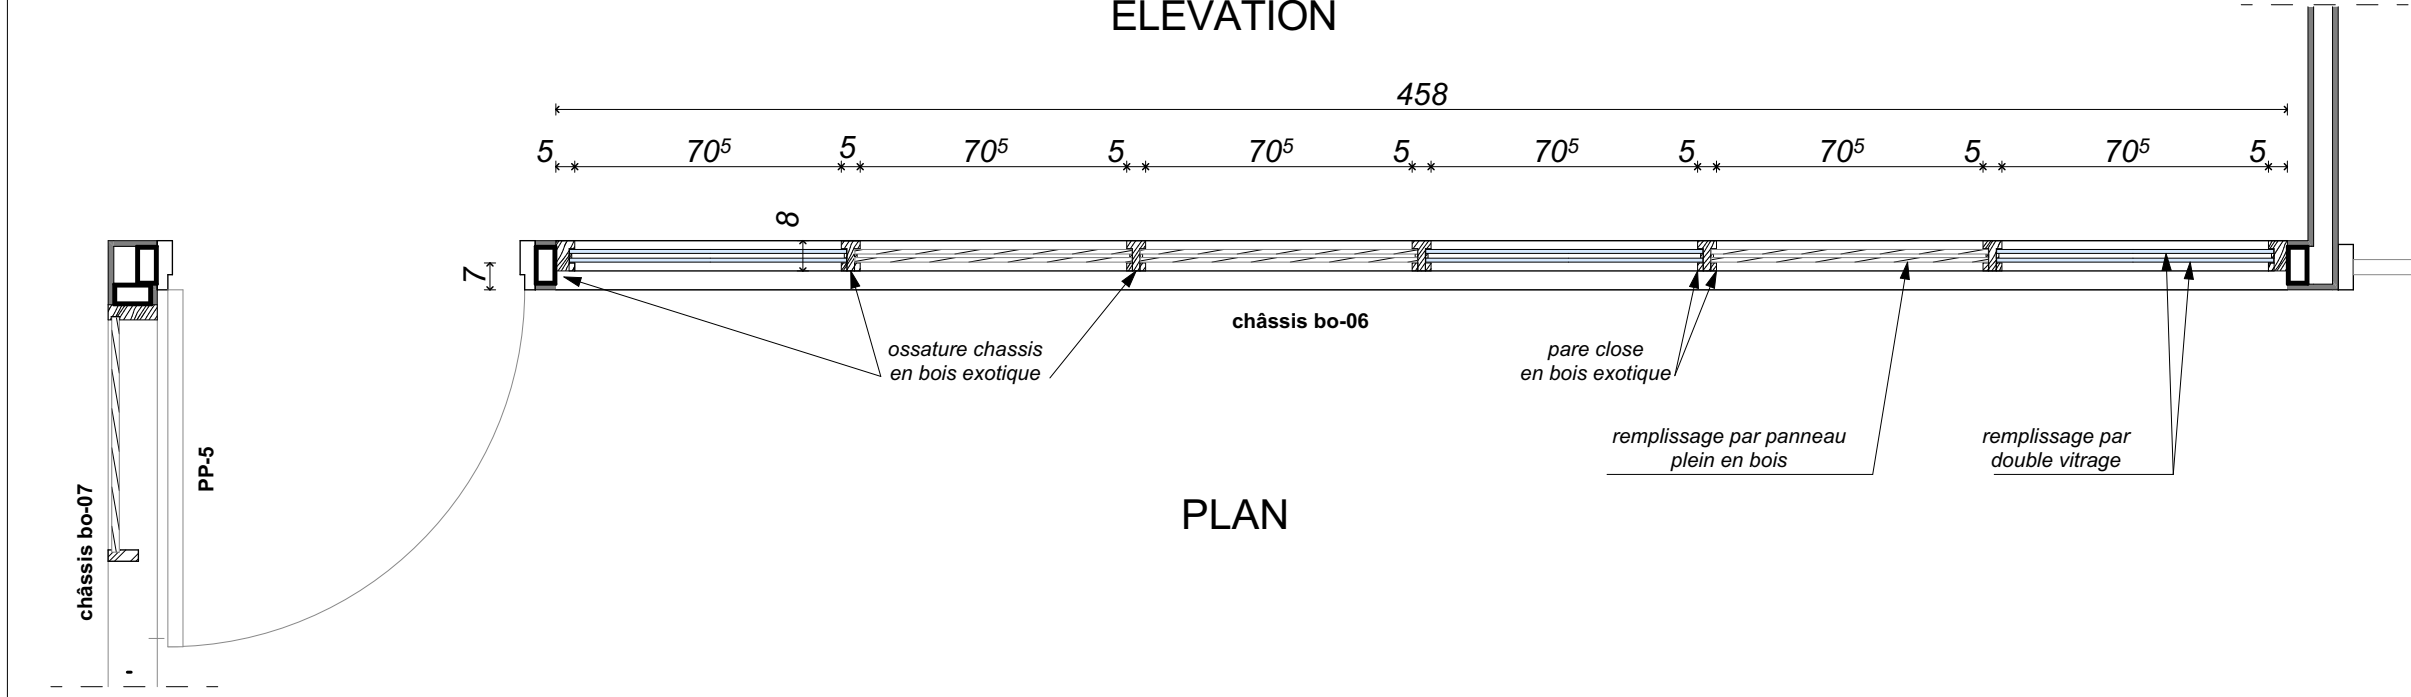 ELEVATION
458
5 70⁵ 5 70⁵ 5 70⁵ 5 70⁵ 5 70⁵ 5 70⁵ 5
8
7
châssis bo-06
ossature chassis
en bois exotique
pare close
en bois exotique
remplissage par panneau
plein en bois
remplissage par
double vitrage
PP-5
châssis bo-07
PLAN